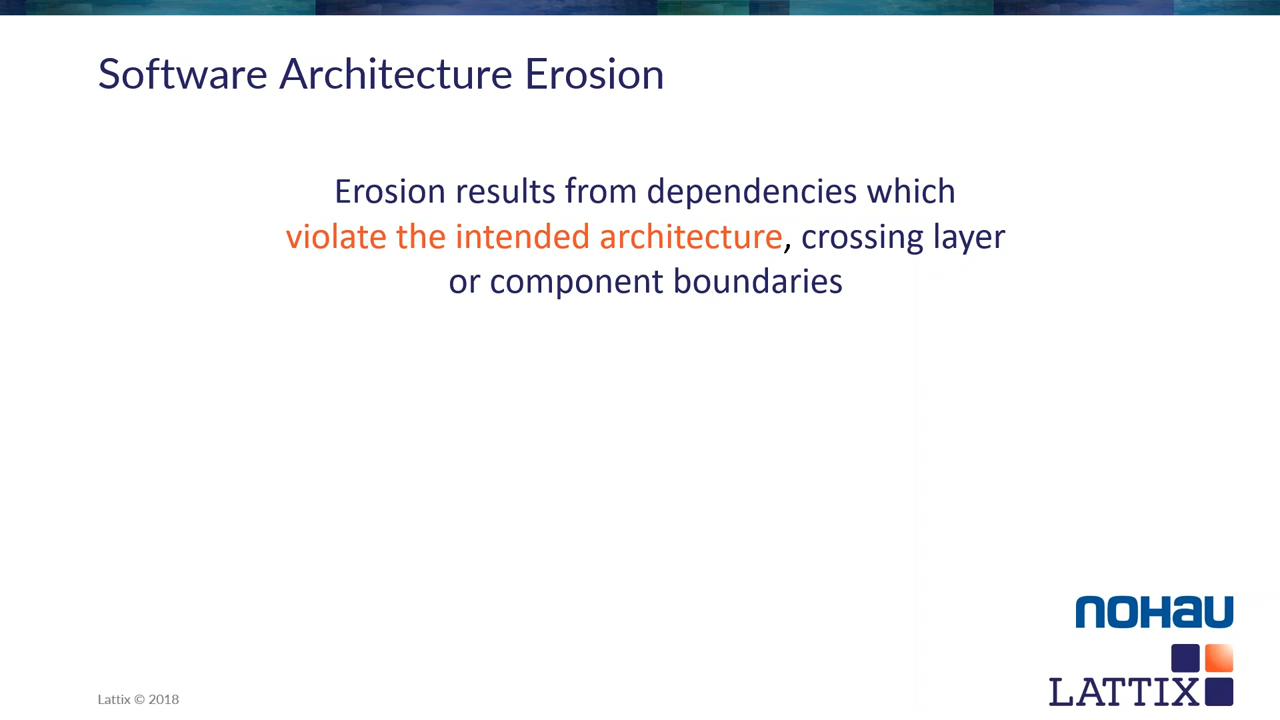 Software Architecture Erosion
Erosion results from dependencies which
violate the intended architecture, crossing layer
or component boundaries
noHau
LATTIX
Lattix © 2018